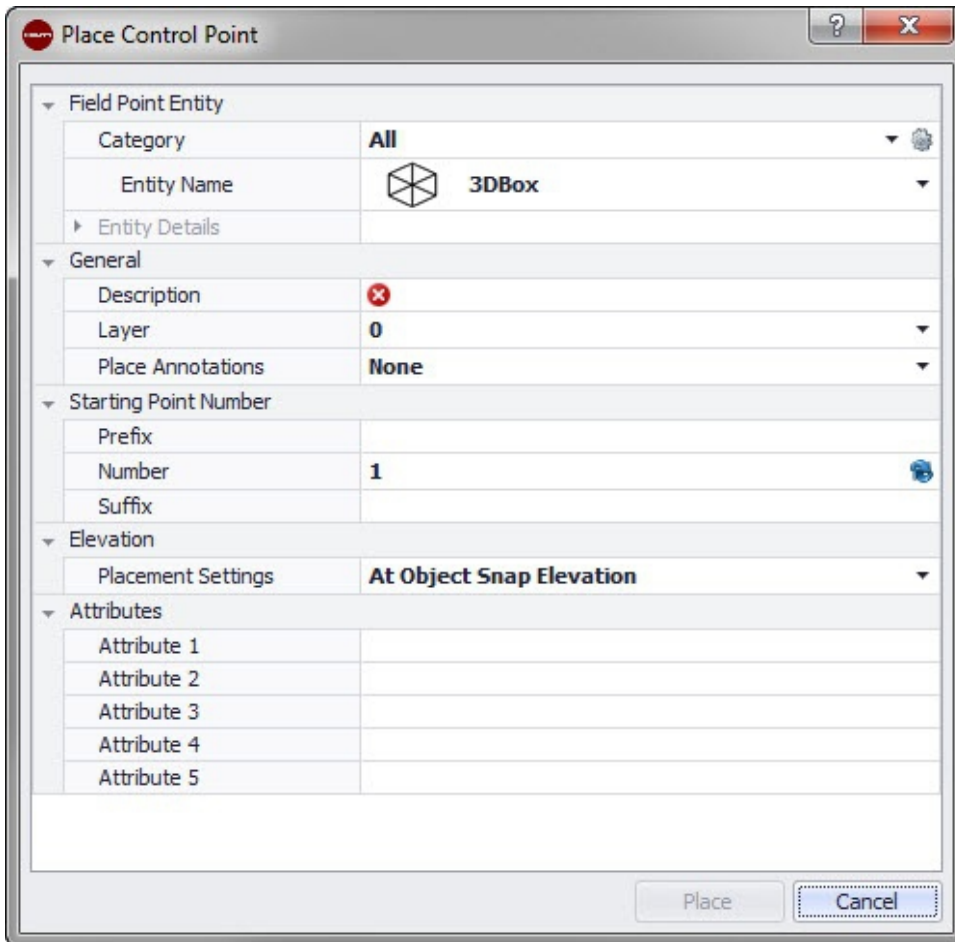 Place Control Point
Field Point Entity
Category All
Entity Name 3DBox
Entity Details
General
Description
Layer 0
Place Annotations None
Starting Point Number
Prefix
Number 1
Suffix
Elevation
Placement Settings At Object Snap Elevation
Attributes
Attribute 1
Attribute 2
Attribute 3
Attribute 4
Attribute 5
Place Cancel